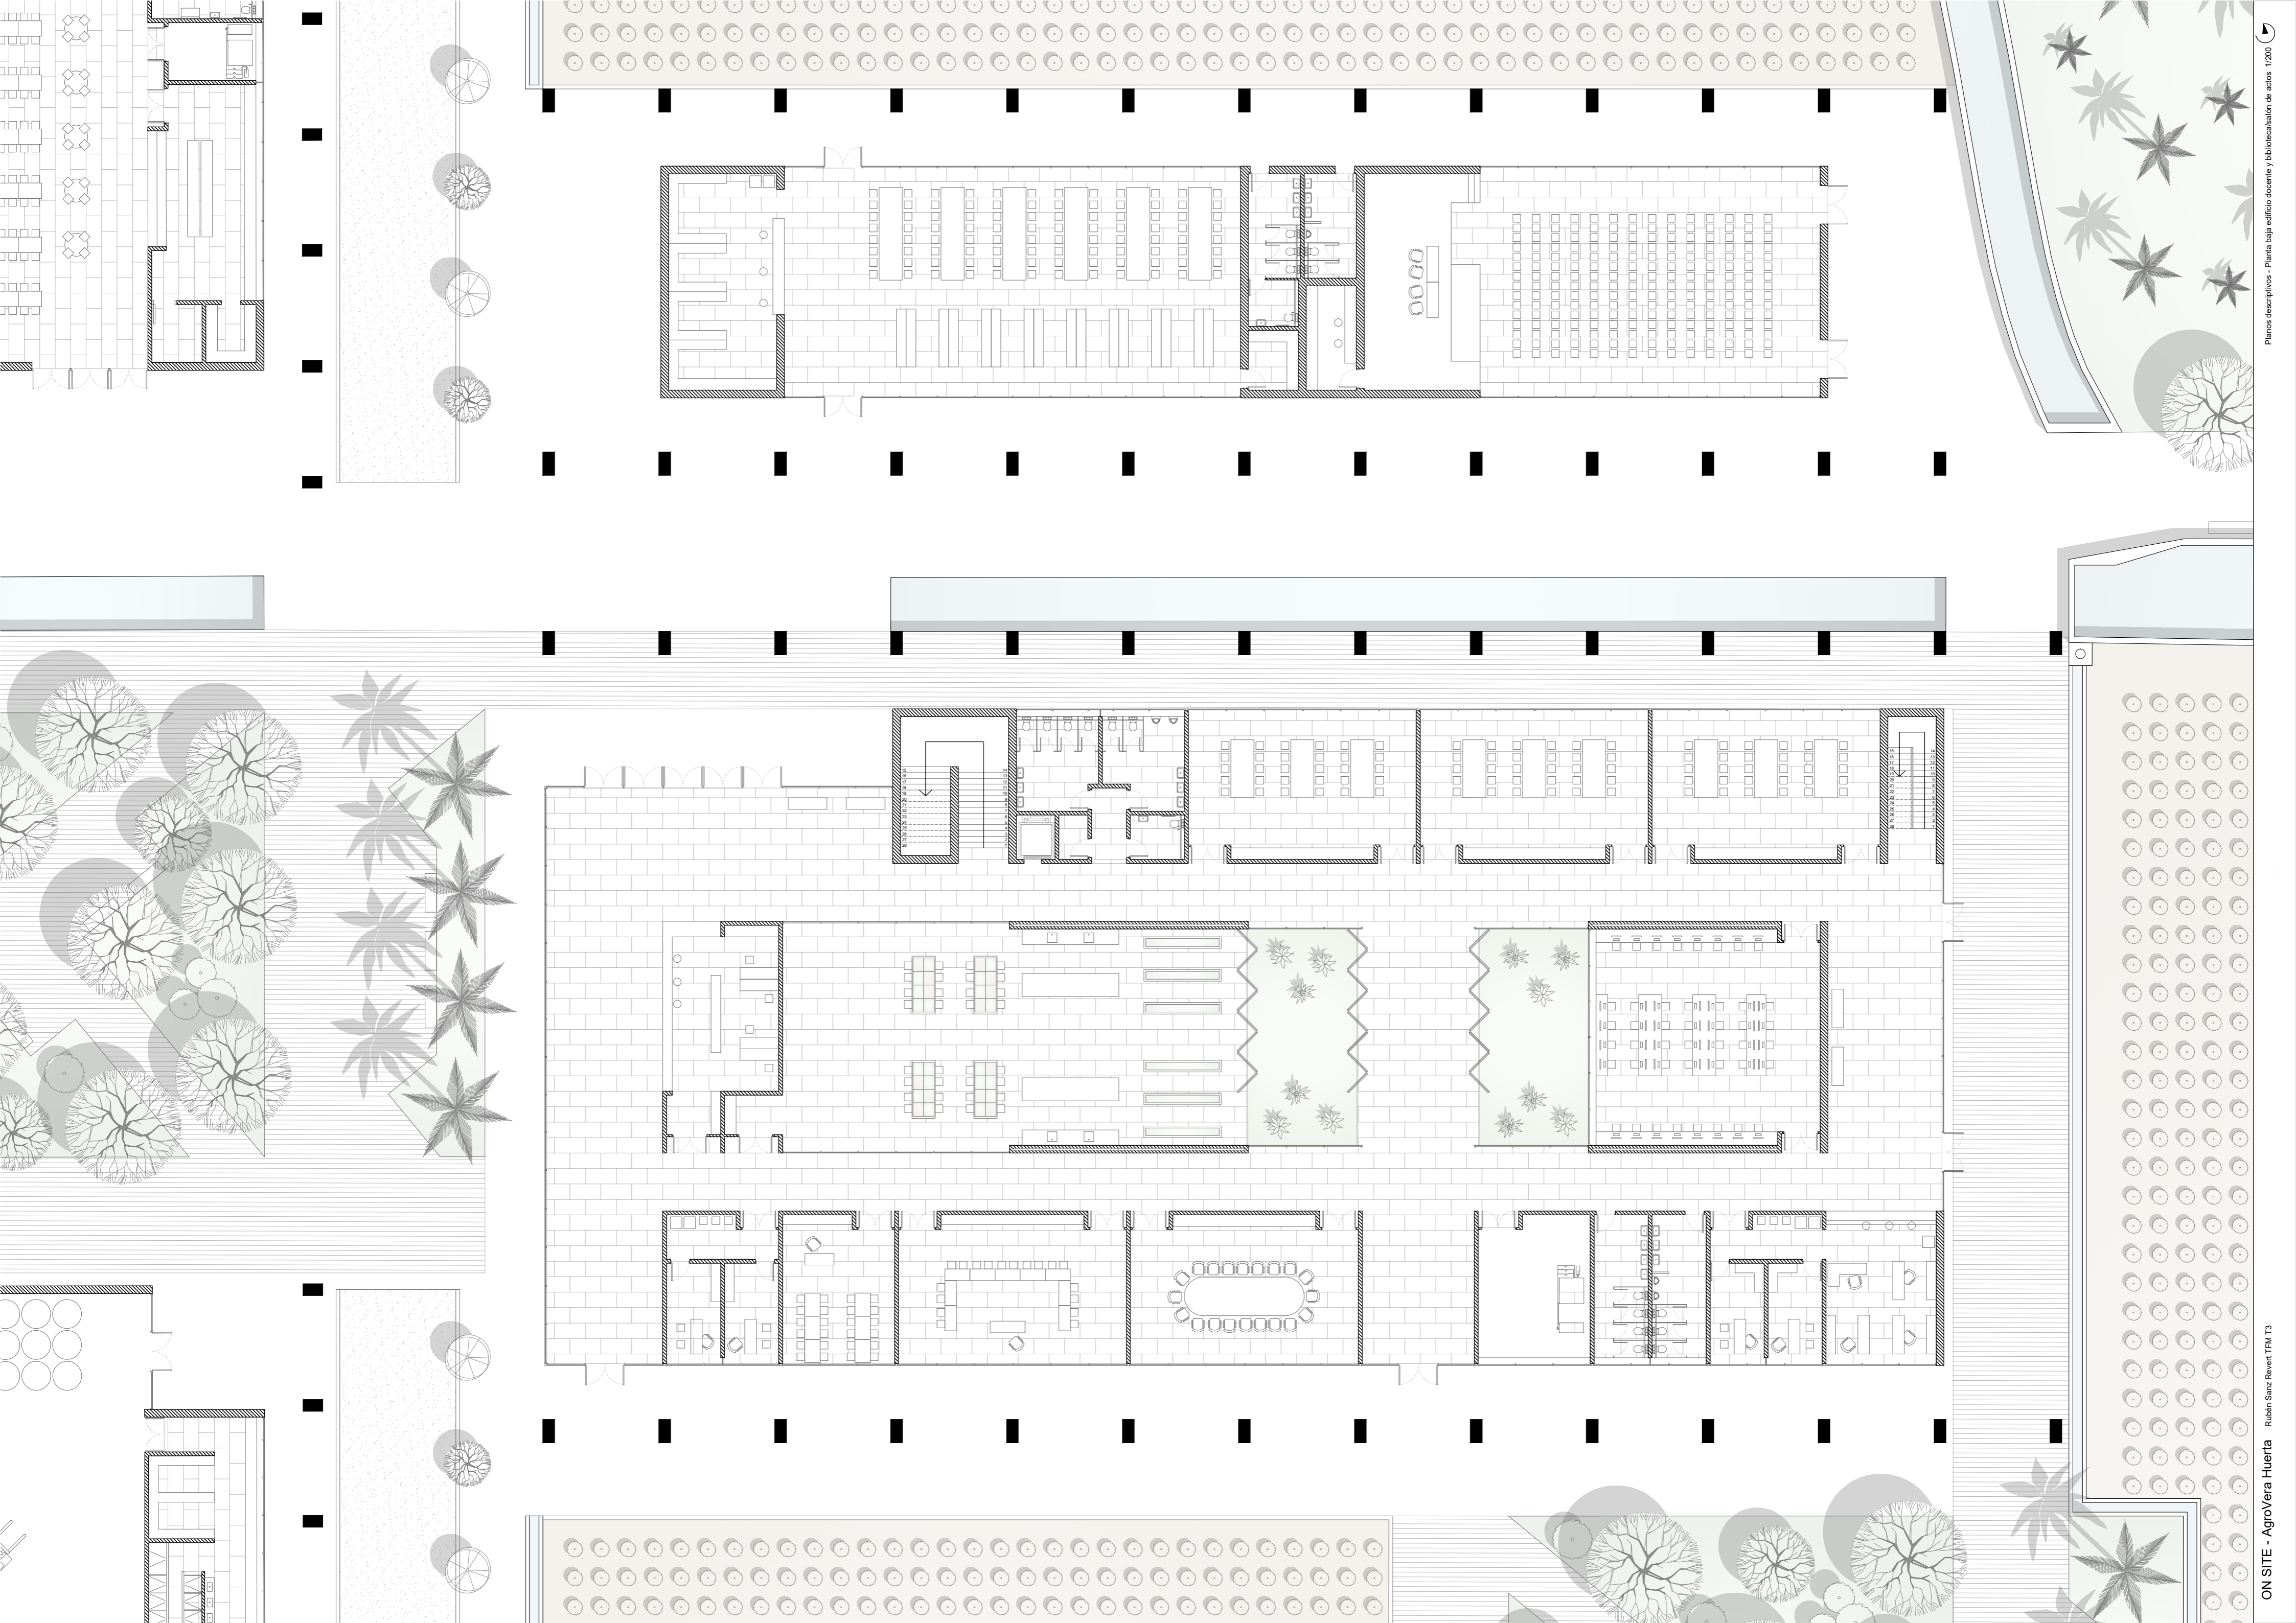 Planos descriptivos - Planta baja edificio docente y biblioteca/salón de actos 1/200
ON SITE - AgroVera Huerta Rubén Sanz Revert TFM T3